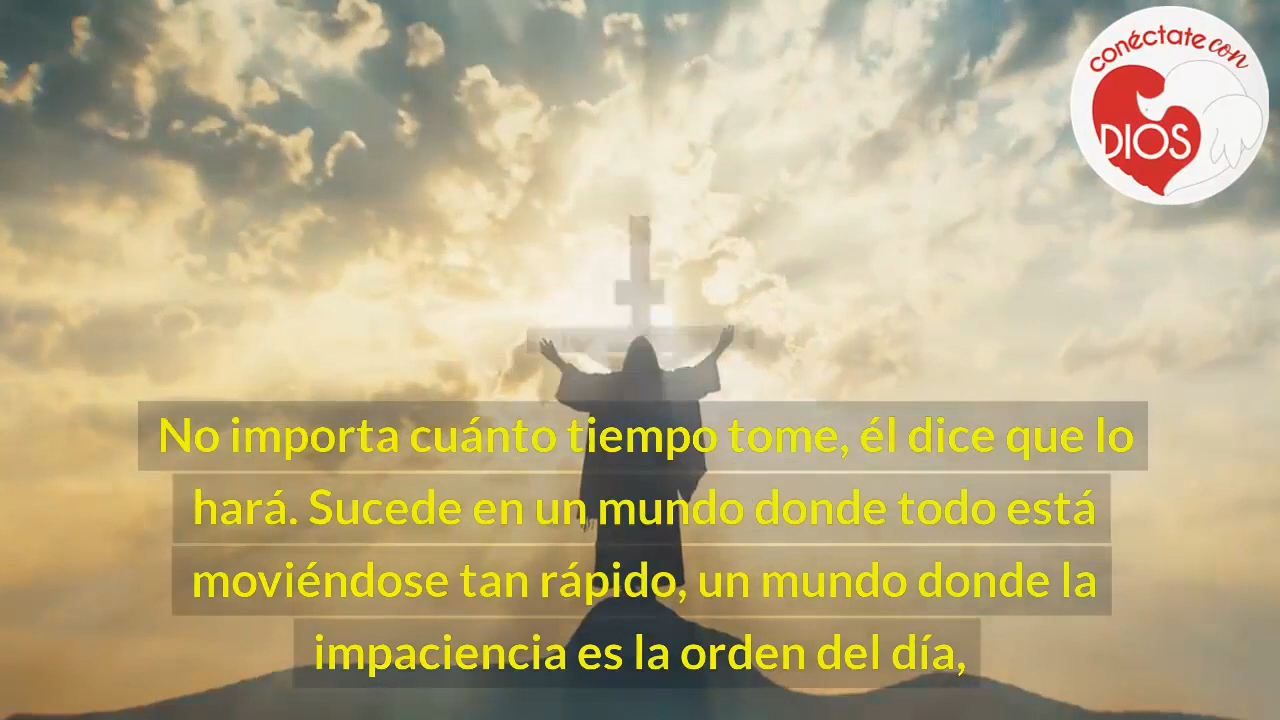 conéctate con
DIOS
No importa cuánto tiempo tome, él dice que lo
hará. Sucede en un mundo donde todo está
moviéndose tan rápido, un mundo donde la
impaciencia es la orden del día,